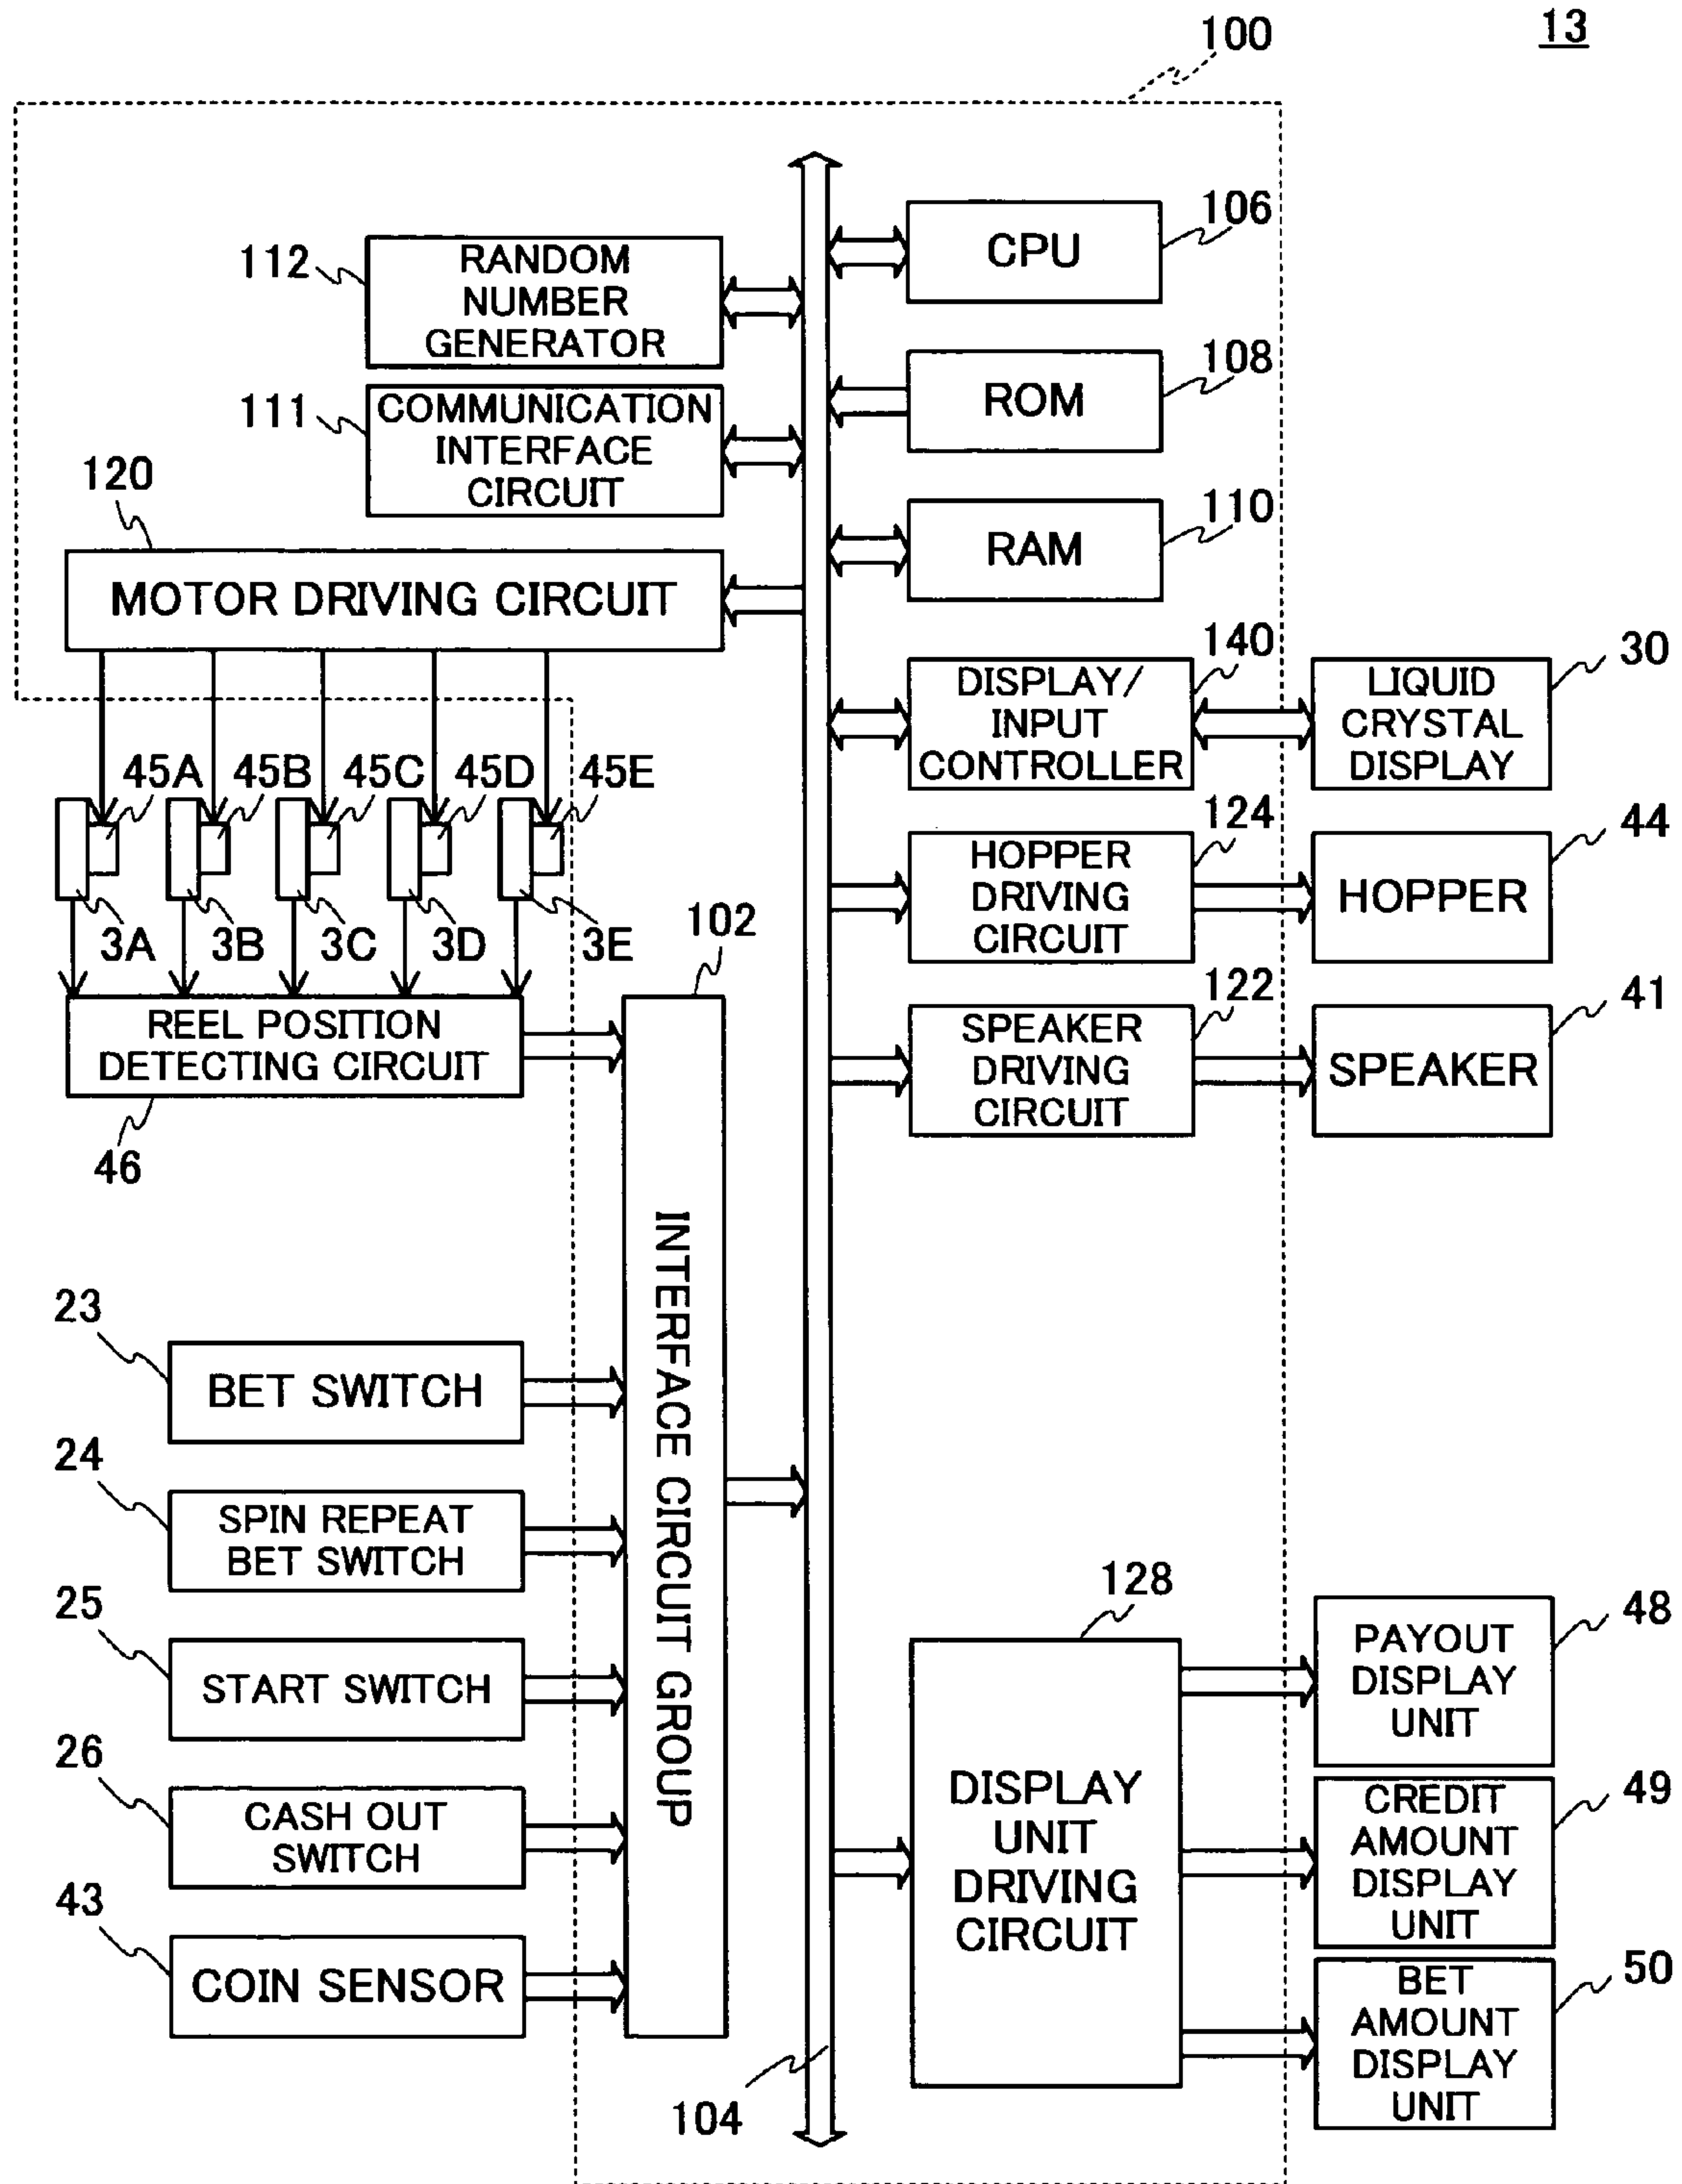 13
100
CPU
106
112
RANDOM
NUMBER
GENERATOR
ROM
108
111
COMMUNICATION
INTERFACE
CIRCUIT
RAM
110
120
MOTOR DRIVING CIRCUIT
140
DISPLAY/
INPUT
CONTROLLER
30
LIQUID
CRYSTAL
DISPLAY
45A
45B
45C
45D
45E
3A
3B
3C
3D
3E
124
HOPPER
DRIVING
CIRCUIT
44
HOPPER
102
REEL POSITION
DETECTING CIRCUIT
46
122
SPEAKER
DRIVING
CIRCUIT
41
SPEAKER
INTERFACE CIRCUIT GROUP
23
BET SWITCH
24
SPIN REPEAT
BET SWITCH
25
START SWITCH
26
CASH OUT
SWITCH
43
COIN SENSOR
104
128
DISPLAY
UNIT
DRIVING
CIRCUIT
48
PAYOUT
DISPLAY
UNIT
49
CREDIT
AMOUNT
DISPLAY
UNIT
50
BET
AMOUNT
DISPLAY
UNIT